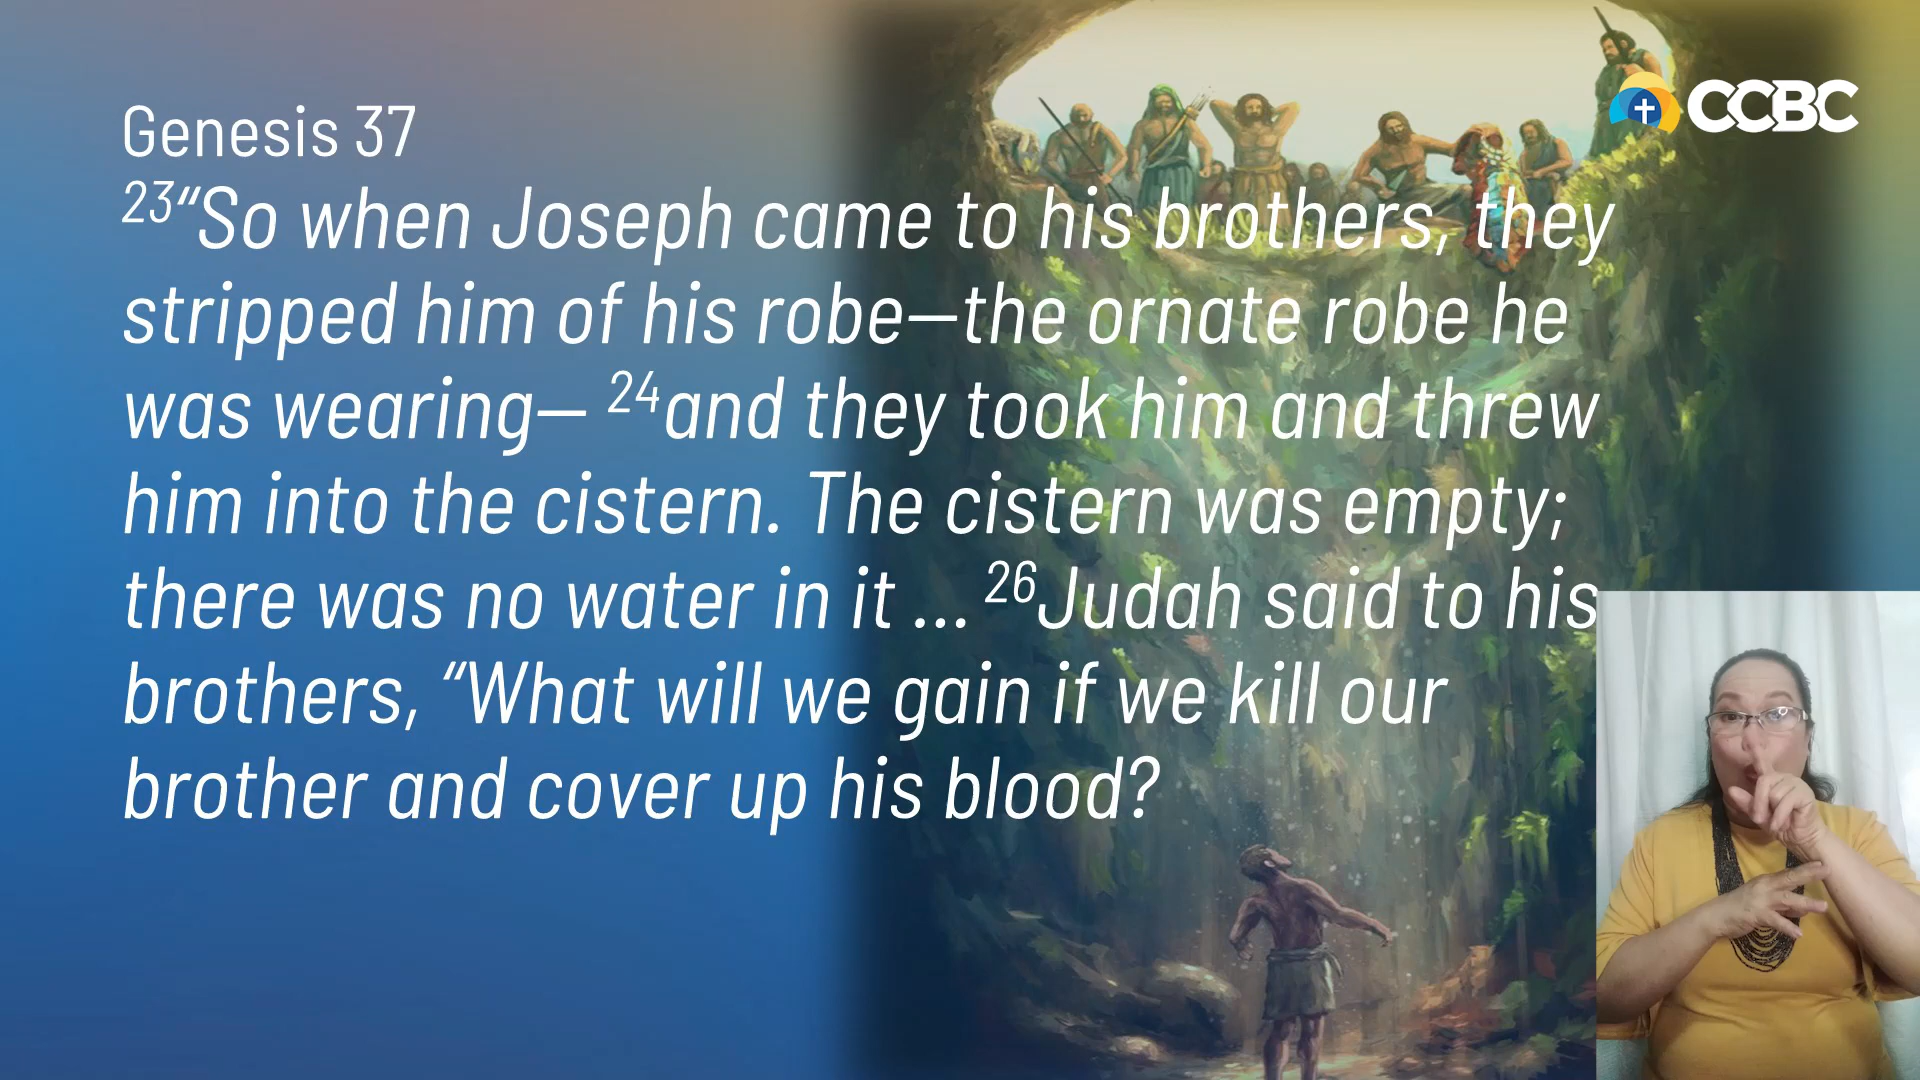 CCBC
Genesis 37
23“So when Joseph came to his brothers, they
stripped him of his robe—the ornate robe he
was wearing— 24and they took him and threw
him into the cistern. The cistern was empty;
there was no water in it ... 26Judah said to his
brothers, “What will we gain if we kill our
brother and cover up his blood?